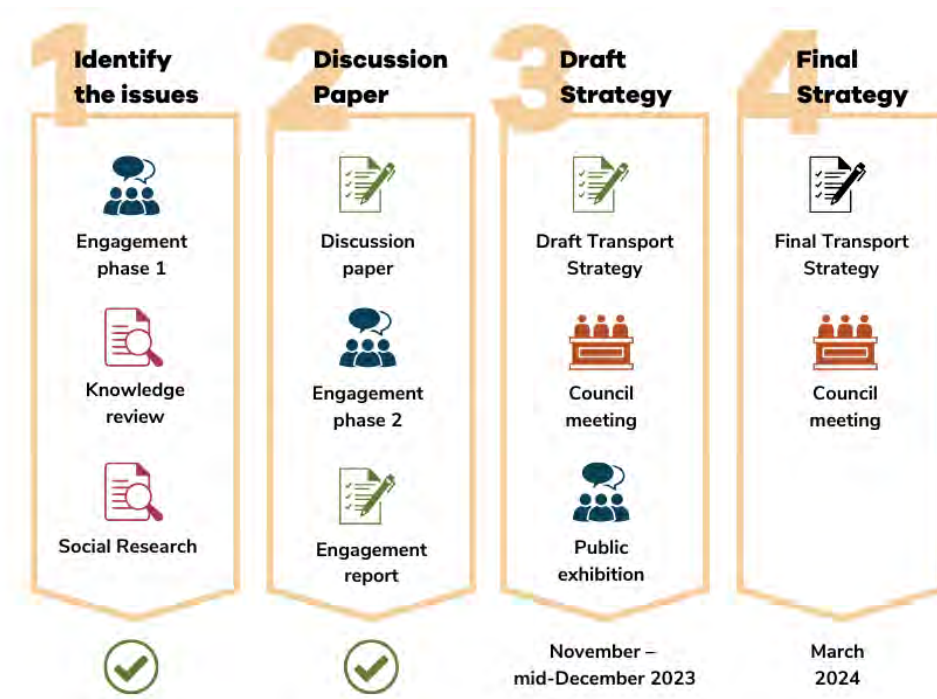 1
Identify
the issues
Engagement
phase 1
Knowledge
review
Social Research
2
Discussion
Paper
Discussion
paper
Engagement
phase 2
Engagement
report
3
Draft
Strategy
Draft Transport
Strategy
Council
meeting
Public
exhibition
November –
mid-December 2023
4
Final
Strategy
Final Transport
Strategy
Council
meeting
March
2024